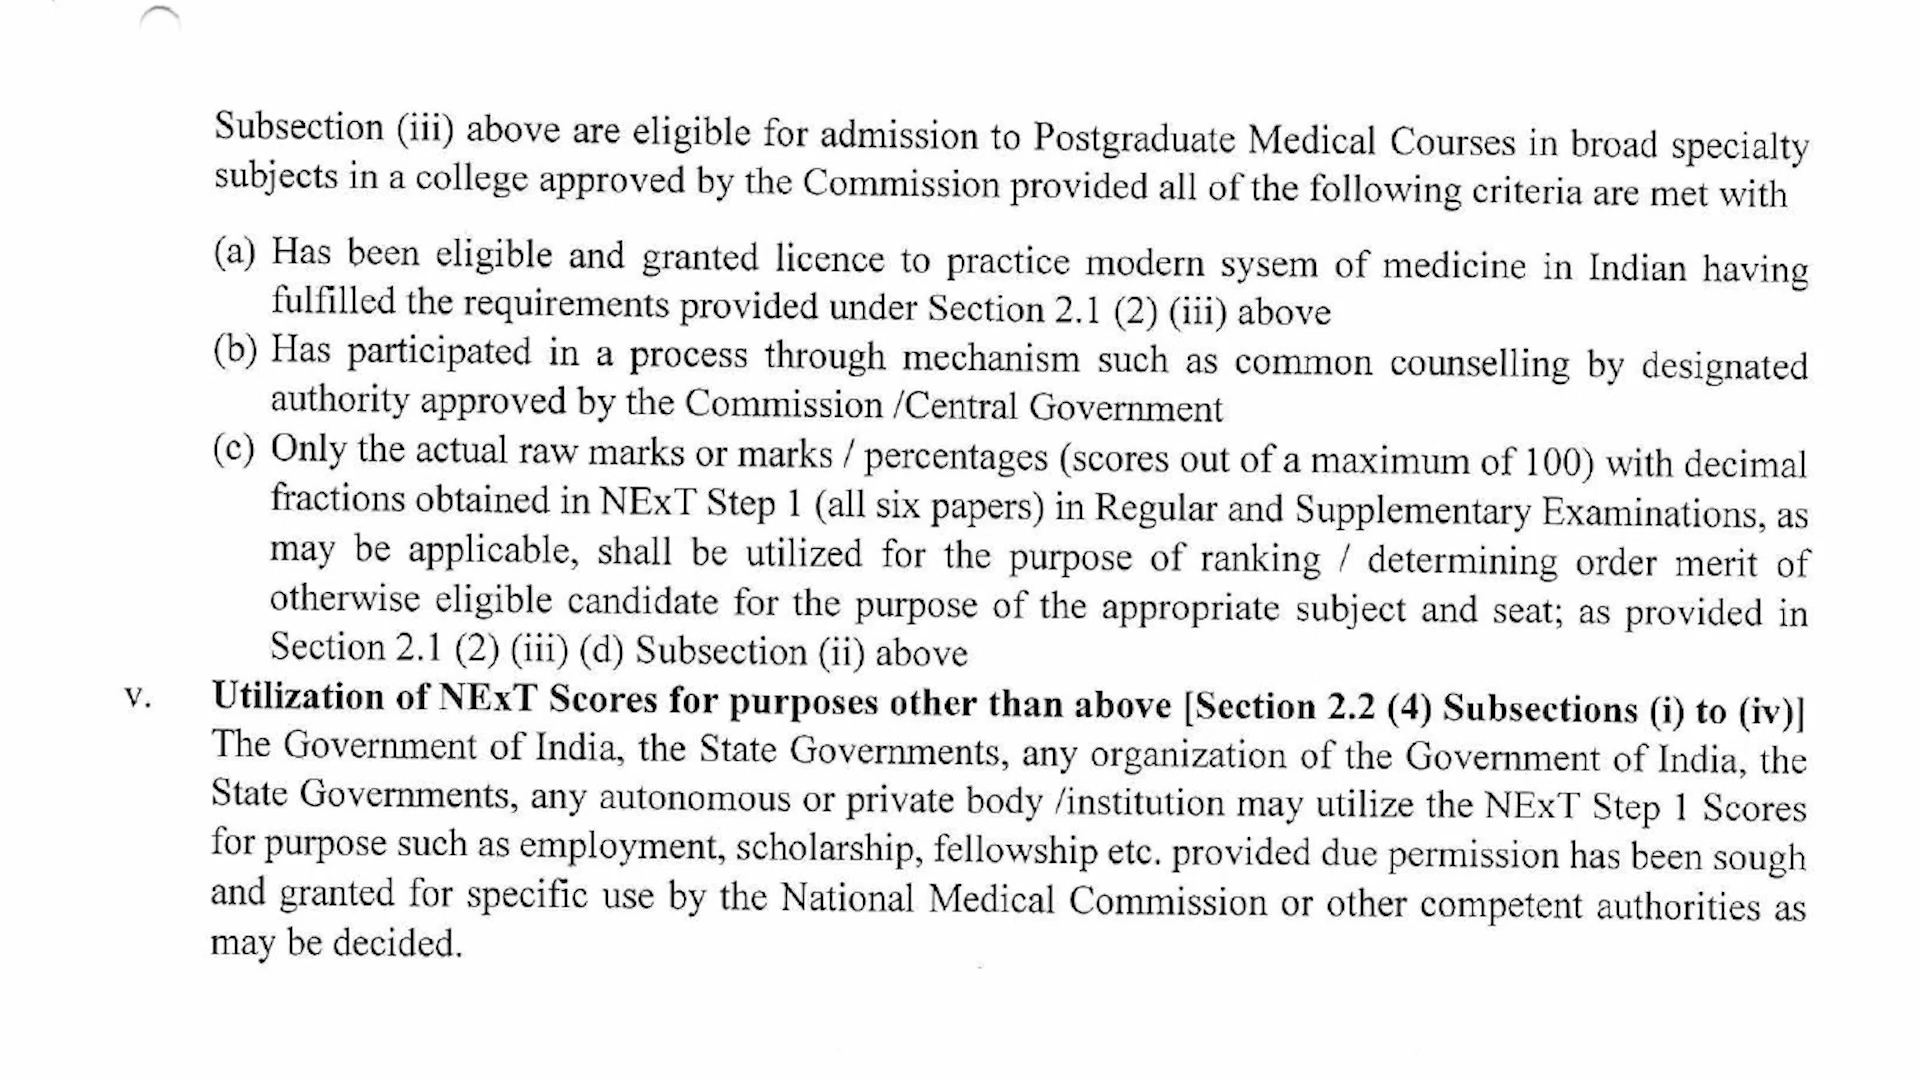 Subsection (iii) above are eligible for admission to Postgraduate Medical Courses in broad specialty
subjects in a college approved by the Commission provided all of the following criteria are met with
(a) Has been eligible and granted licence to practice modern sysem of medicine in Indian having
fulfilled the requirements provided under Section 2.1 (2) (iii) above
(b) Has participated in a process through mechanism such as common counselling by designated
authority approved by the Commission /Central Government
(c) Only the actual raw marks or marks / percentages (scores out of a maximum of 100) with decimal
fractions obtained in NExT Step 1 (all six papers) in Regular and Supplementary Examinations, as
may be applicable, shall be utilized for the purpose of ranking / determining order merit of
otherwise eligible candidate for the purpose of the appropriate subject and seat; as provided in
Section 2.1 (2) (iii) (d) Subsection (ii) above
v. Utilization of NExT Scores for purposes other than above [Section 2.2 (4) Subsections (i) to (iv)]
The Government of India, the State Governments, any organization of the Government of India, the
State Governments, any autonomous or private body /institution may utilize the NExT Step 1 Scores
for purpose such as employment, scholarship, fellowship etc. provided due permission has been sough
and granted for specific use by the National Medical Commission or other competent authorities as
may be decided.